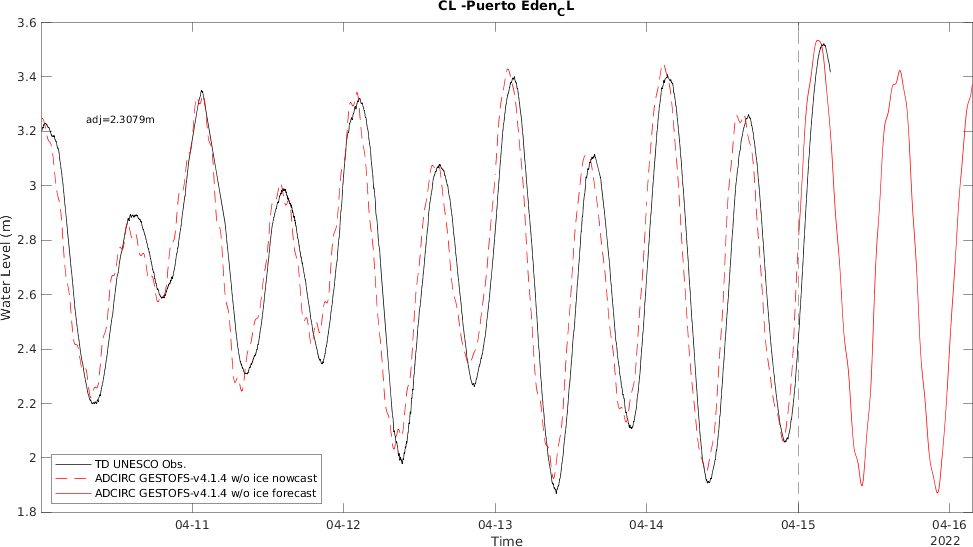 CL -Puerto Eden_CL
3.6
3.4
3.2
3
2.8
2.6
2.4
2.2
2
1.8
Water Level (m)
adj=2.3079m
TD UNESCO Obs.
ADCIRC GESTOFS-v4.1.4 w/o ice nowcast
ADCIRC GESTOFS-v4.1.4 w/o ice forecast
04-11 04-12 04-13 04-14 04-15 04-16
Time 2022